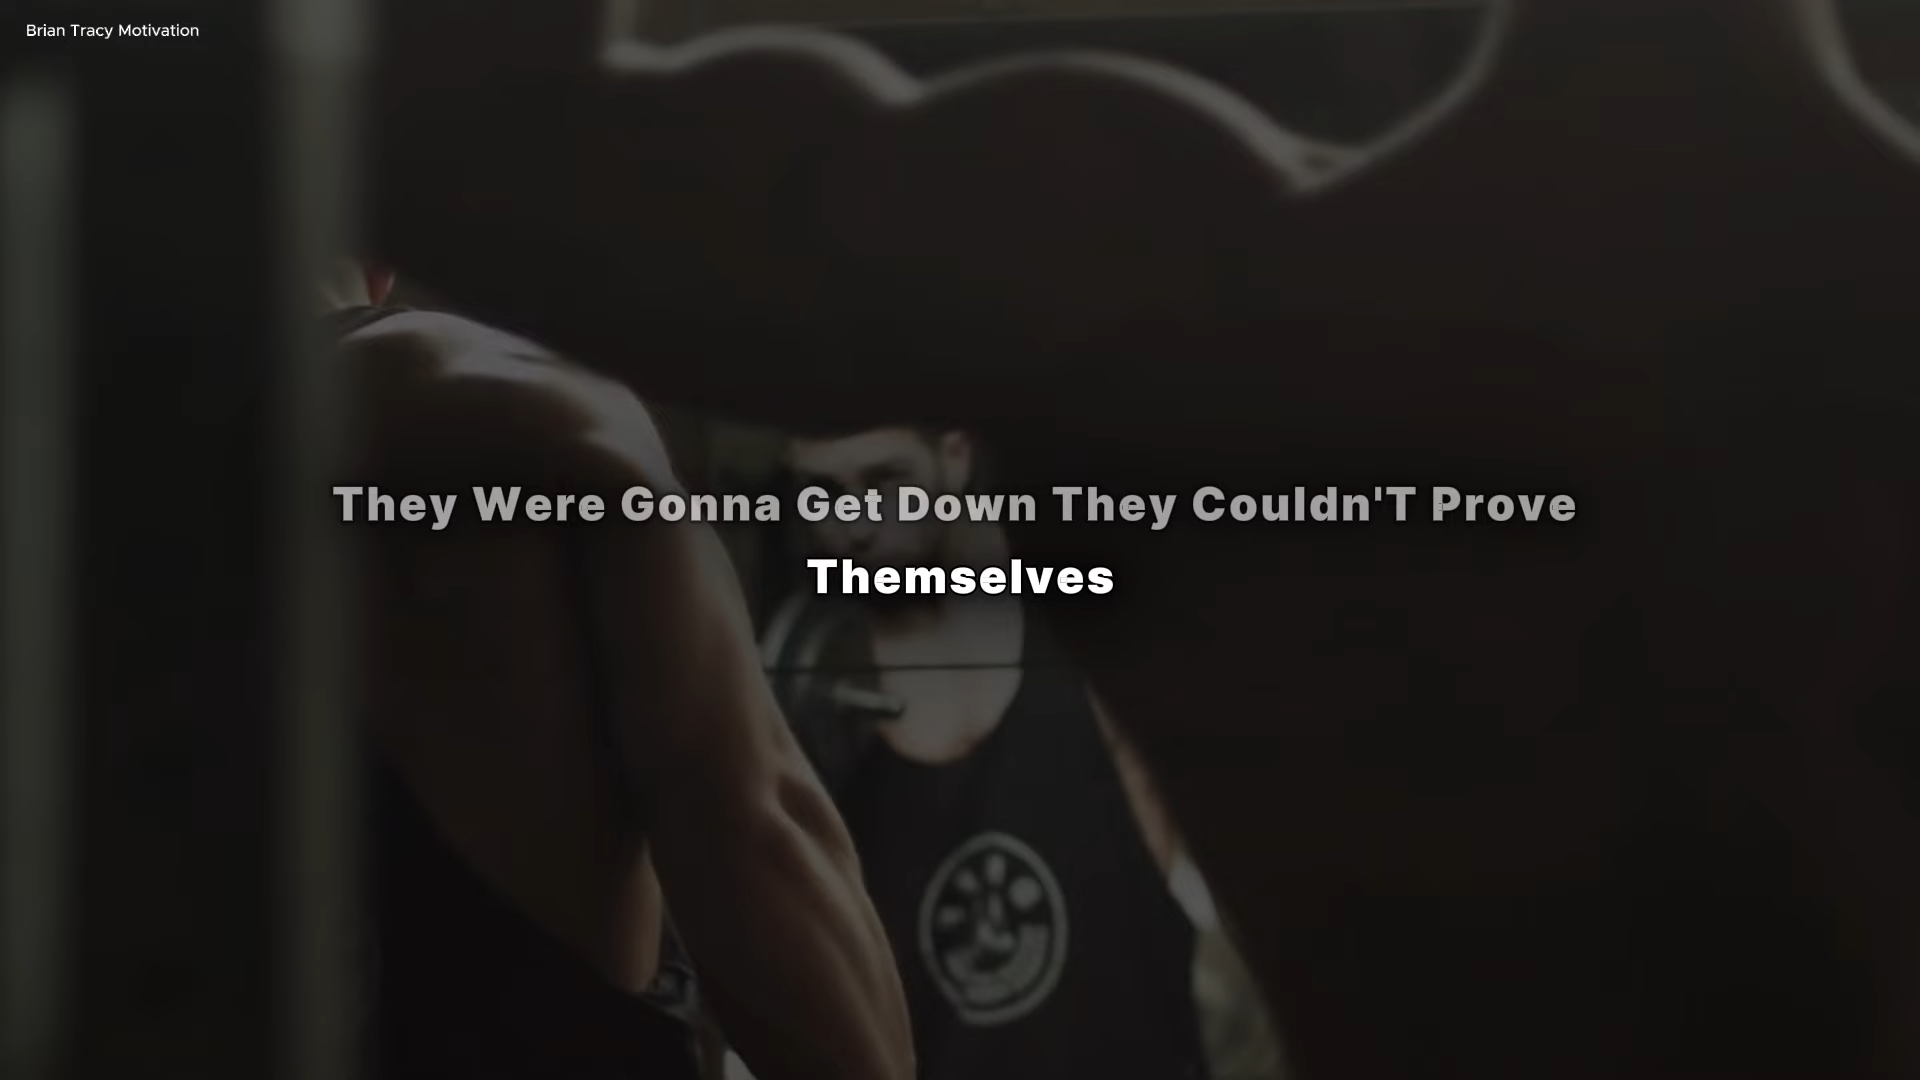 Brian Tracy Motivation
They Were Gonna Get Down They Couldn'T Prove
Themselves